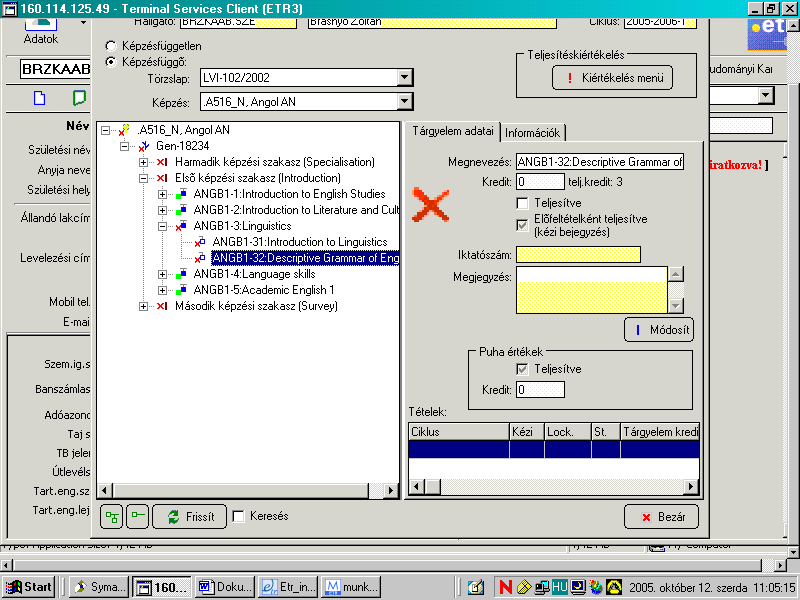 160.114.125.49 - Terminal Services Client (ETR3)
Hallgató: BRZKAAB.SZE Brasnyó Zoltán Ciklus: 2005-2006-1
Adatok
Képzésfüggetlen
Képzésfüggő:
Teljesítéskiértékelés
BRZKAAB
Törzslap: LVI-102/2002
Kiértékelés menü
Képzés: .A516_N, Angol AN
.A516_N, Angol AN
Gen-18234
Harmadik képzési szakasz (Specialisation)
Első képzési szakasz (Introduction)
ANGB1-1:Introduction to English Studies
ANGB1-2:Introduction to Literature and Cult
ANGB1-3:Linguistics
ANGB1-31:Introduction to Linguistics
ANGB1-32:Descriptive Grammar of Eng
ANGB1-4:Language skills
ANGB1-5:Academic English 1
Második képzési szakasz (Survey)
Tárgyelem adatai
Információk
Megnevezés: ANGB1-32:Descriptive Grammar of
Kredit: 0 telj.kredit: 3
Teljesítve
Előfeltételként teljesítve
(kézi bejegyzés)
Iktatószám:
Megjegyzés:
Módosít
Puha értékek
Teljesítve
Kredit: 0
Tételek:
Ciklus Kézi Lock. St. Tárgyelem kredi
Név
Születési név
Anyja neve
Születési hely
Állandó lakcím
Levelezési cím
Mobil tel.
E-mai
Szem.ig.s
Bankszámlas
Adóazono
Taj s
TB jeler
Útlevéls
Tart.eng.sz
Tart.eng.lej
udományi Kar
iratkozva! ]
Frissít
Keresés
Bezár
My Computer
Start
Syma...
160....
Doku...
Etr_in...
munk...
HU
2005. október 12. szerda 11:05:15